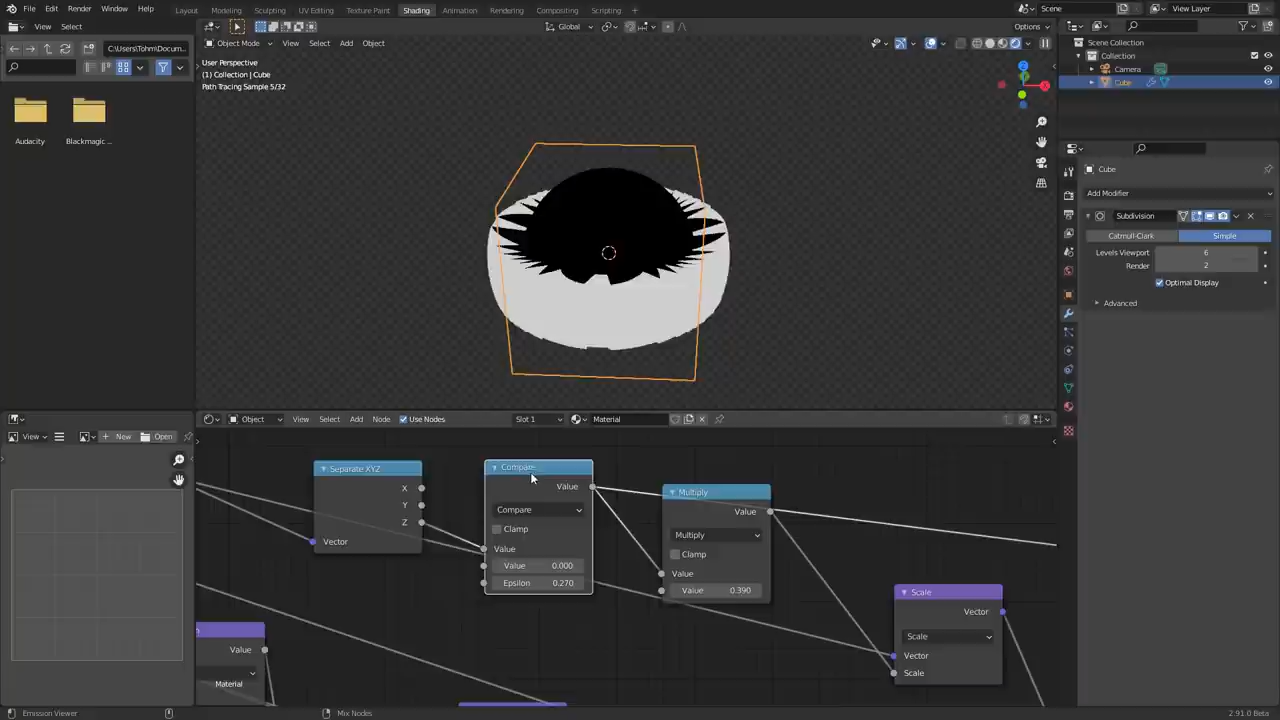 File Edit Render Window Help Layout Modeling Sculpting UV Editing Texture Paint Shading Animation Rendering Compositing Scripting + Scene View Layer
View Select Global Options
C:\Users\Tohm\Docum... Object Mode View Select Add Object
User Perspective
(1) Collection | Cube
Path Tracing Sample 5/32
Audacity Blackmagic ...
Scene Collection
Collection
Camera
Cube
Cube
Add Modifier
Subdivision
Catmull-Clark Simple
Levels Viewport 6
Render 2
Optimal Display
Advanced
View + New Open
Object View Select Add Node Use Nodes Slot 1 Material
Separate XYZ
X
Y
Z
Vector
Compare
Value
Compare
Clamp
Value
Value 0.000
Epsilon 0.270
Multiply
Value
Multiply
Clamp
Value
Value 0.390
Scale
Vector
Scale
Vector
Scale
Value
Material
Emission Viewer Mix Nodes 2.91.0 Beta